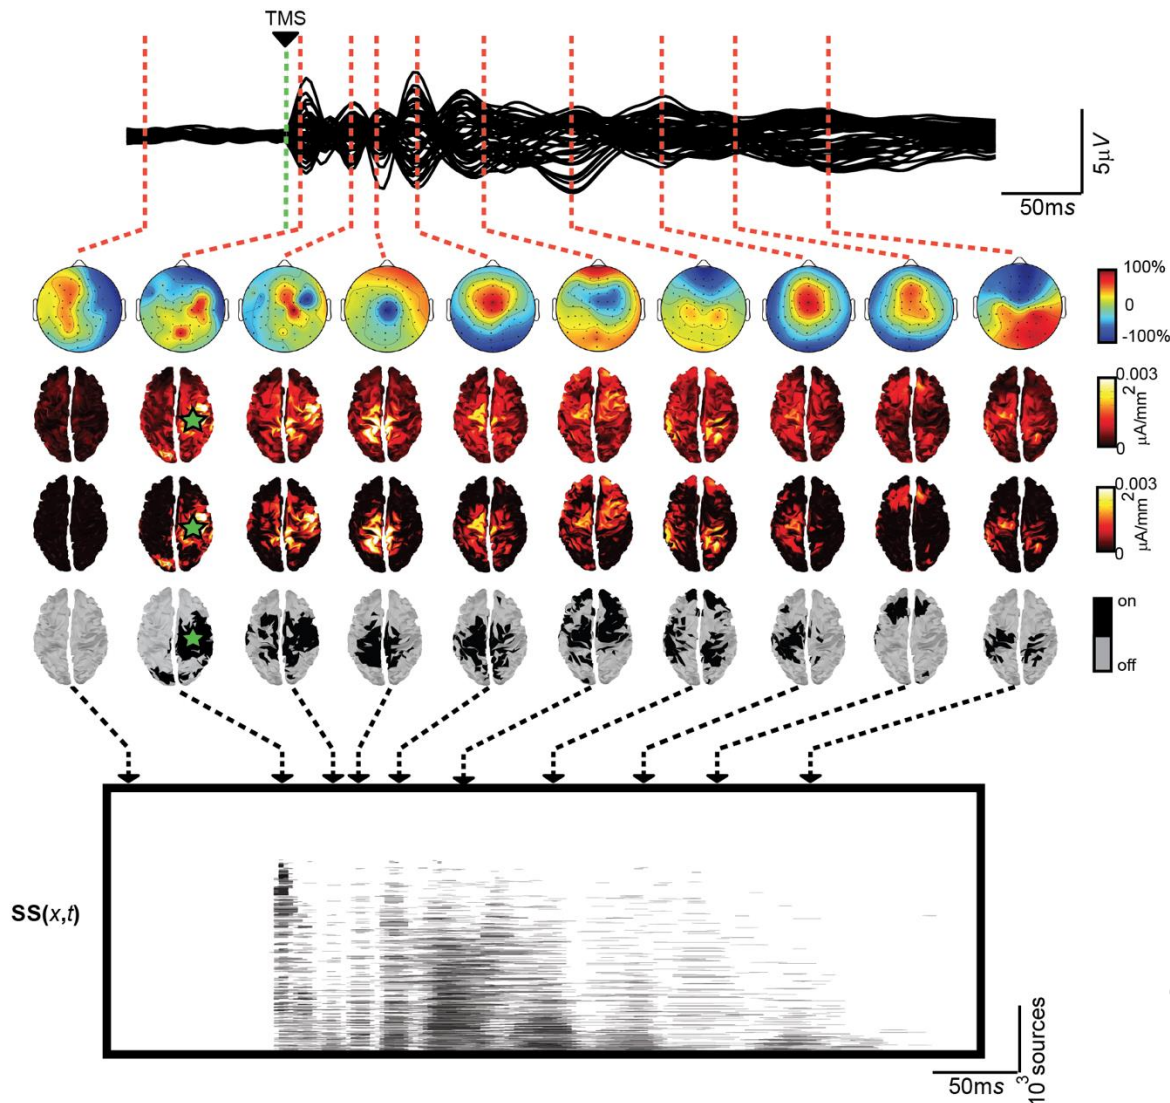 TMS
5μV
50ms
100%
0
-100%
0.003
μA/mm2
0
0.003
μA/mm2
0
on
off
SS(x,t)
103 sources
50ms